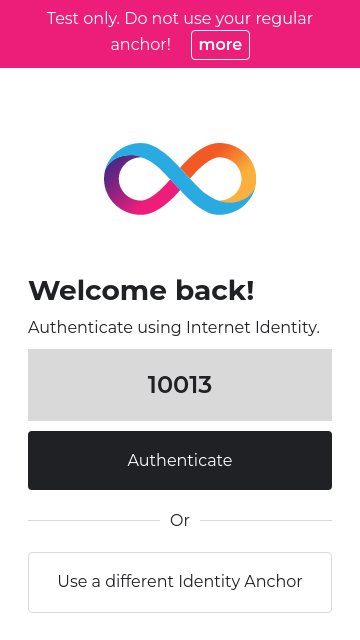 Test only. Do not use your regular
anchor! more
Welcome back!
Authenticate using Internet Identity.
10013
Authenticate
Or
Use a different Identity Anchor